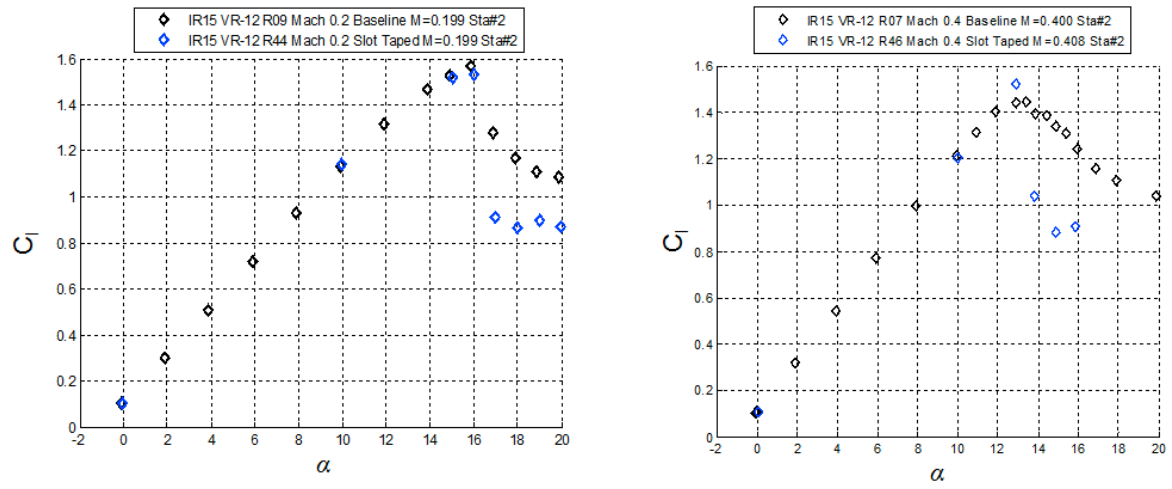 IR15 VR-12 R09 Mach 0.2 Baseline M=0.199 Sta#2
IR15 VR-12 R44 Mach 0.2 Slot Taped M=0.199 Sta#2
1.6
1.4
1.2
1
0.8
0.6
0.4
0.2
0
Cl
-2 0 2 4 6 8 10 12 14 16 18 20
α
IR15 VR-12 R07 Mach 0.4 Baseline M=0.400 Sta#2
IR15 VR-12 R46 Mach 0.4 Slot Taped M=0.408 Sta#2
1.6
1.4
1.2
1
0.8
0.6
0.4
0.2
0
Cl
-2 0 2 4 6 8 10 12 14 16 18 20
α